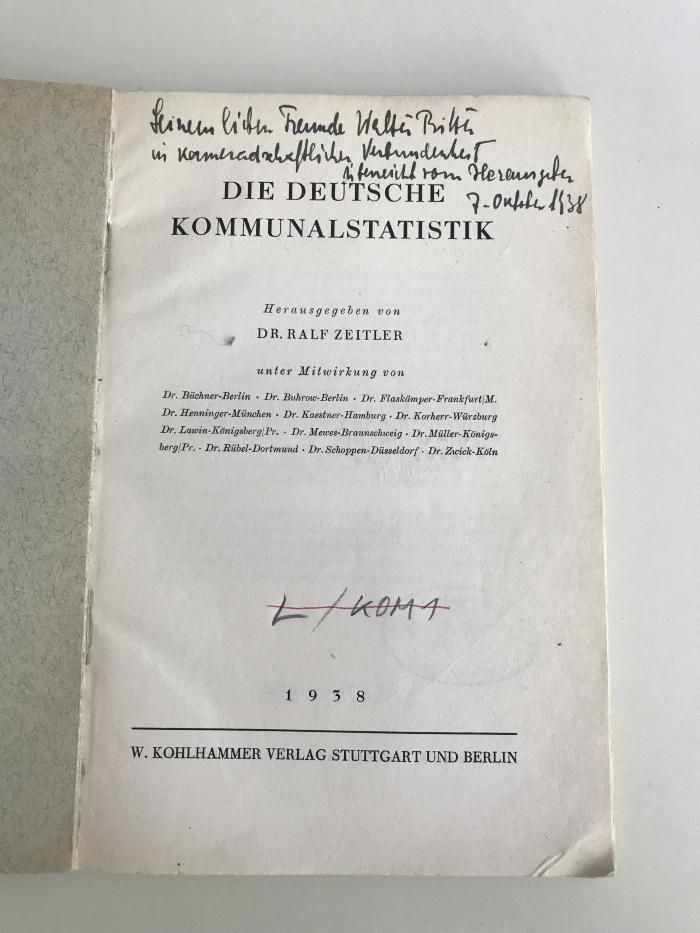 Seinem lieben Freunde Walter Ritter
in kameradschaftlicher Verbundenheit
überreicht vom Herausgeber
7. Oktober 1938
DIE DEUTSCHE
KOMMUNALSTATISTIK
Herausgegeben von
DR. RALF ZEITLER
unter Mitwirkung von
Dr. Büchner-Berlin · Dr. Buhrow-Berlin · Dr. Flaskämper-Frankfurt/M.
Dr. Henninger-München · Dr. Kaestner-Hamburg · Dr. Korherr-Würzburg
Dr. Lawin-Königsberg/Pr. · Dr. Mewes-Braunschweig · Dr. Müller-Königs-
berg/Pr. · Dr. Rübel-Dortmund · Dr. Schoppen-Düsseldorf · Dr. Zwick-Köln
L / KOM 1
1938
W. KOHLHAMMER VERLAG STUTTGART UND BERLIN